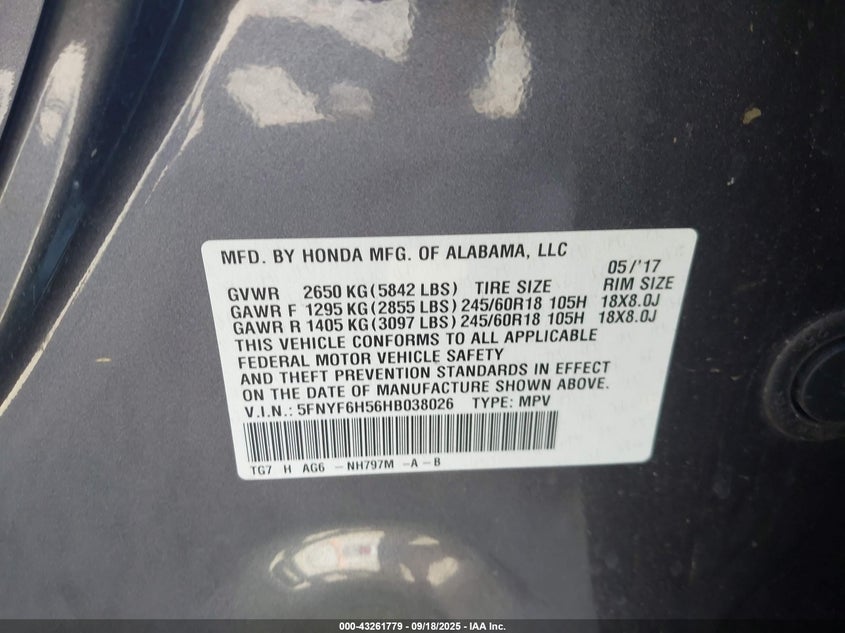 MFD. BY HONDA MFG. OF ALABAMA, LLC
05/'17
GVWR 2650 KG (5842 LBS) TIRE SIZE RIM SIZE
GAWR F 1295 KG (2855 LBS) 245/60R18 105H 18X8.0J
GAWR R 1405 KG (3097 LBS) 245/60R18 105H 18X8.0J
THIS VEHICLE CONFORMS TO ALL APPLICABLE
FEDERAL MOTOR VEHICLE SAFETY
AND THEFT PREVENTION STANDARDS IN EFFECT
ON THE DATE OF MANUFACTURE SHOWN ABOVE.
V.I.N.: 5FNYF6H56HB038026 TYPE: MPV
TG7 H AG6 - NH797M -A-B
000-43261779 - 09/18/2025 - IAA Inc.